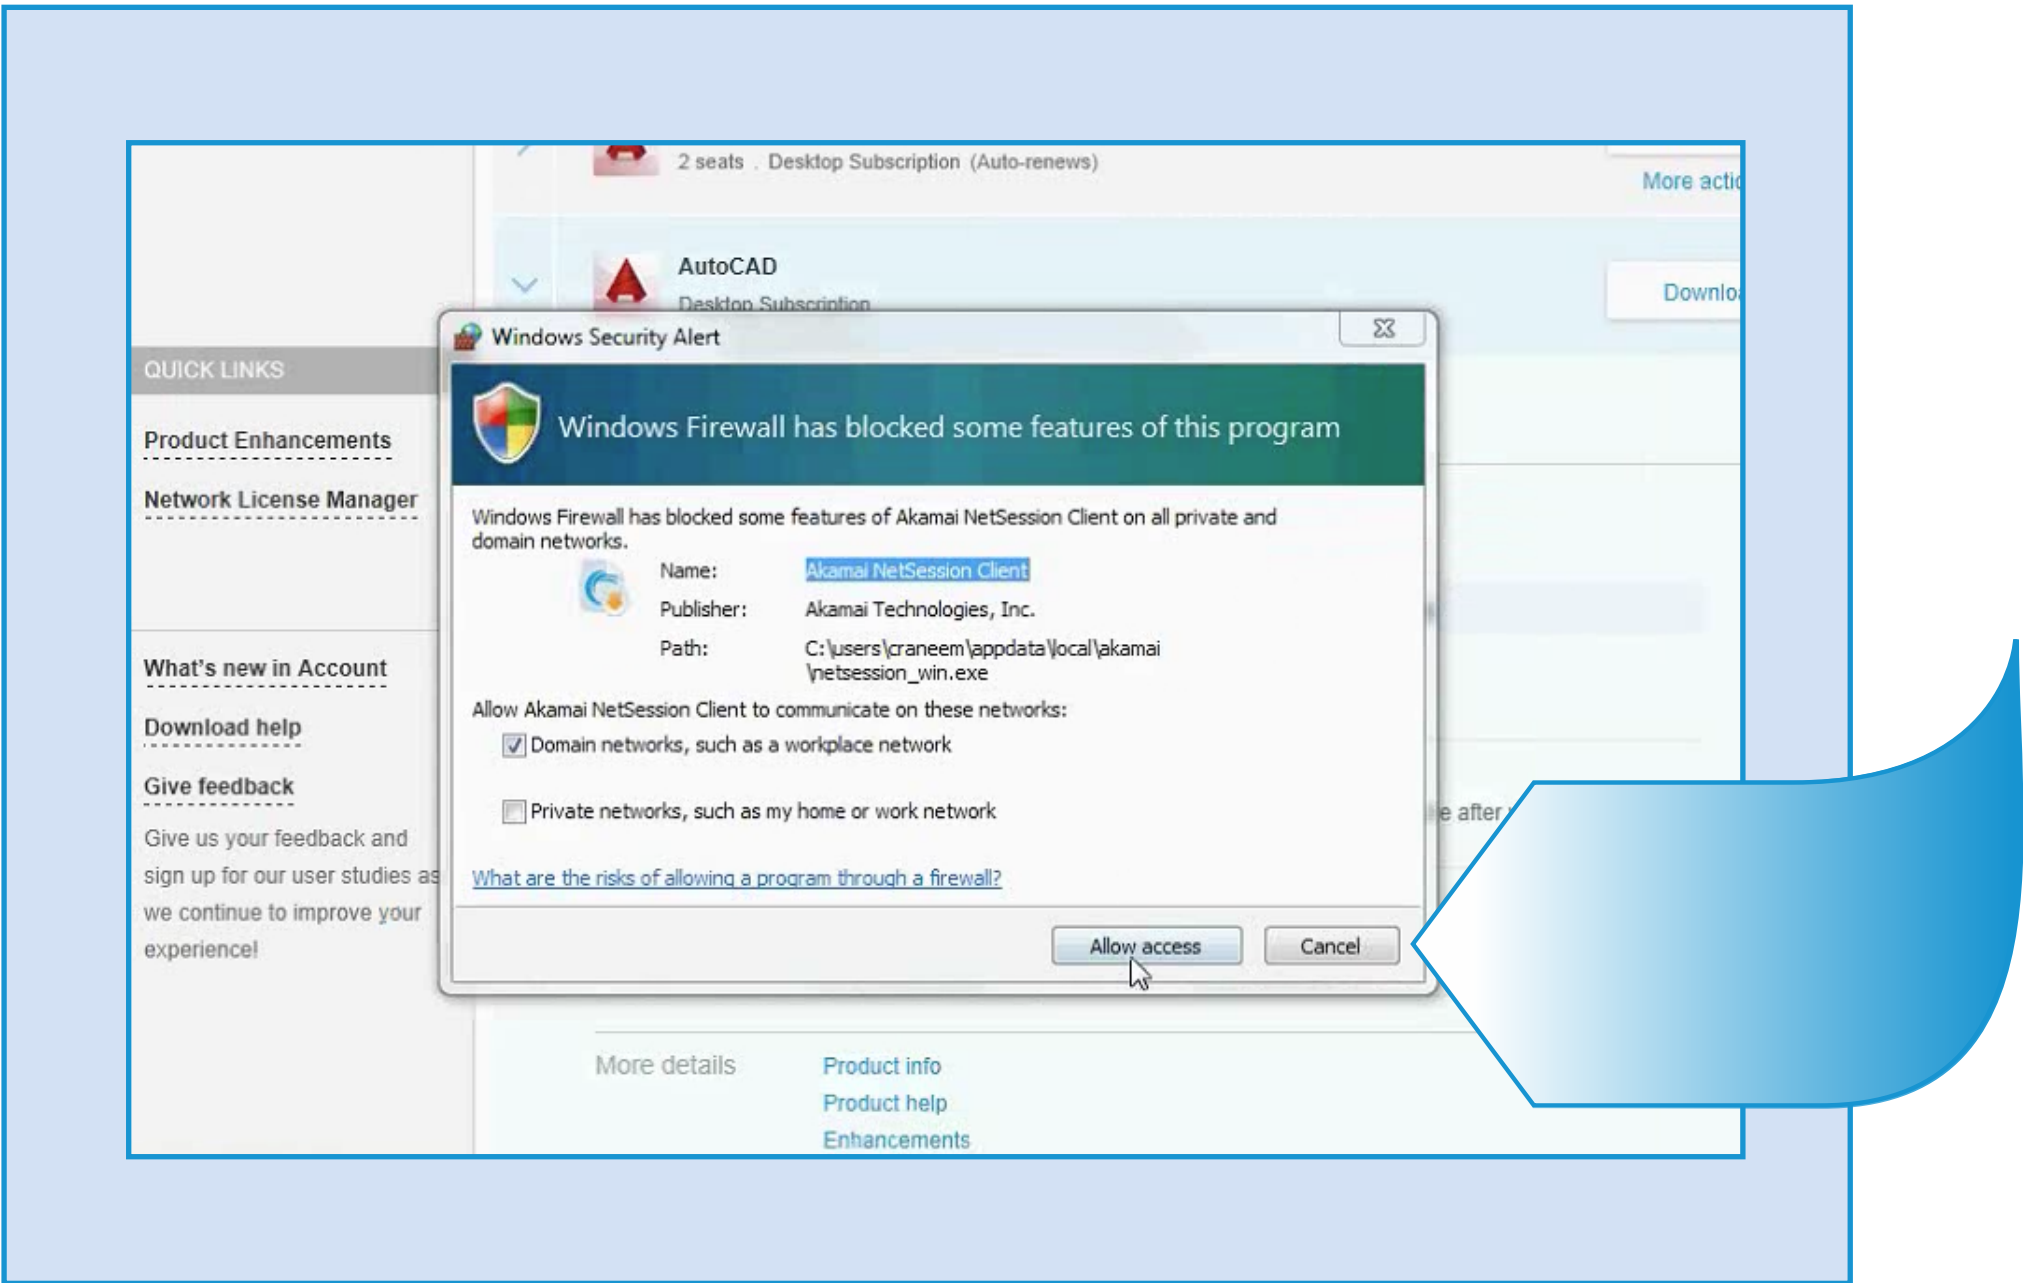 2 seats . Desktop Subscription (Auto-renews)
More
AutoCAD
Desktop Subscription
QUICK LINKS
Product Enhancements
Network License Manager
What's new in Account
Download help
Give feedback
Give us your feedback and
sign up for our user studies as
we continue to improve your
experience!
Windows Security Alert
Windows Firewall has blocked some features of this program
Windows Firewall has blocked some features of Akamai NetSession Client on all private and
domain networks.
Name: Akamai NetSession Client
Publisher: Akamai Technologies, Inc.
Path: C:\users\craneem\appdata\local\akamai
\netsession_win.exe
Allow Akamai NetSession Client to communicate on these networks:
Domain networks, such as a workplace network
Private networks, such as my home or work network
What are the risks of allowing a program through a firewall?
Allow access
Cancel
after
More details
Product info
Product help
Enhancements